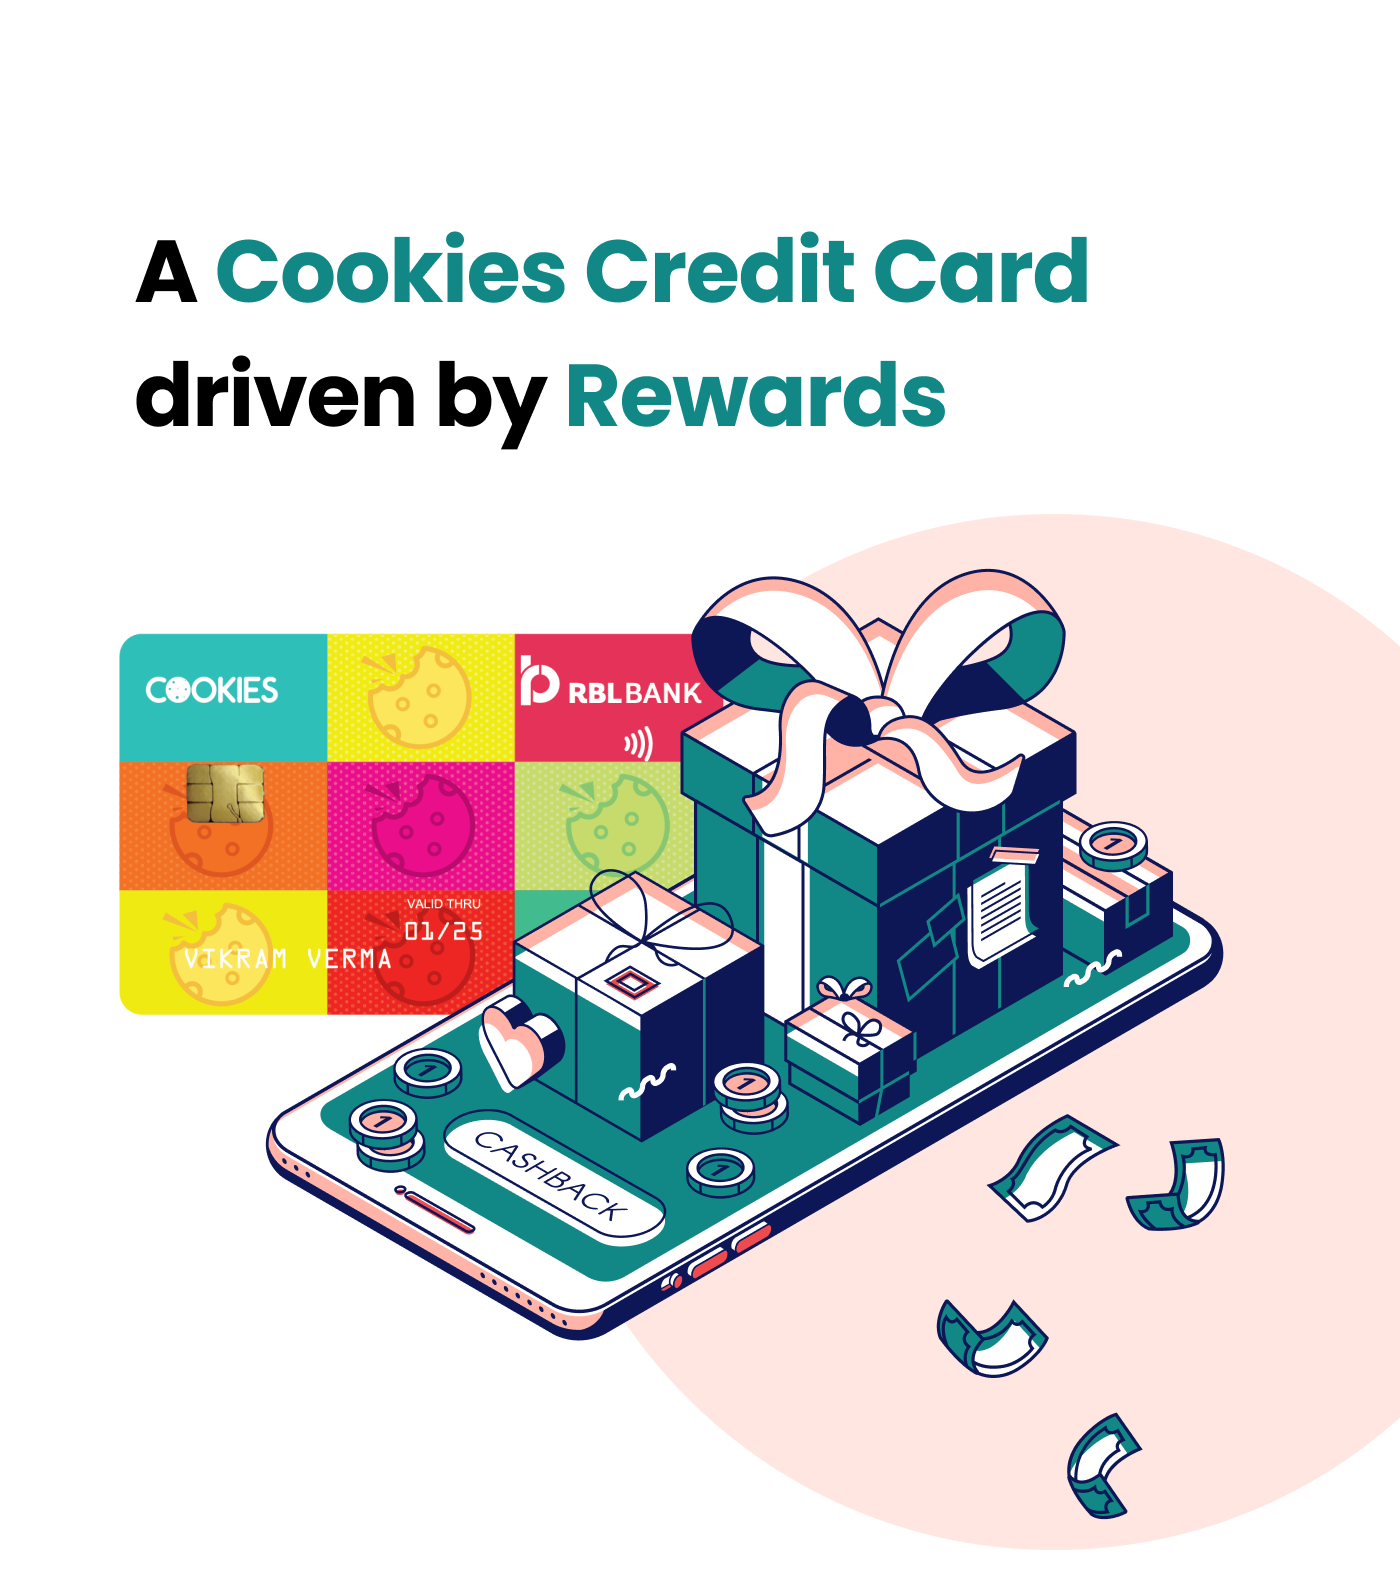 A Cookies Credit Card
driven by Rewards
COOKIES
RBL BANK
VALID THRU
01/25
VIKRAM VERMA
1
1
1
1
1
CASHBACK